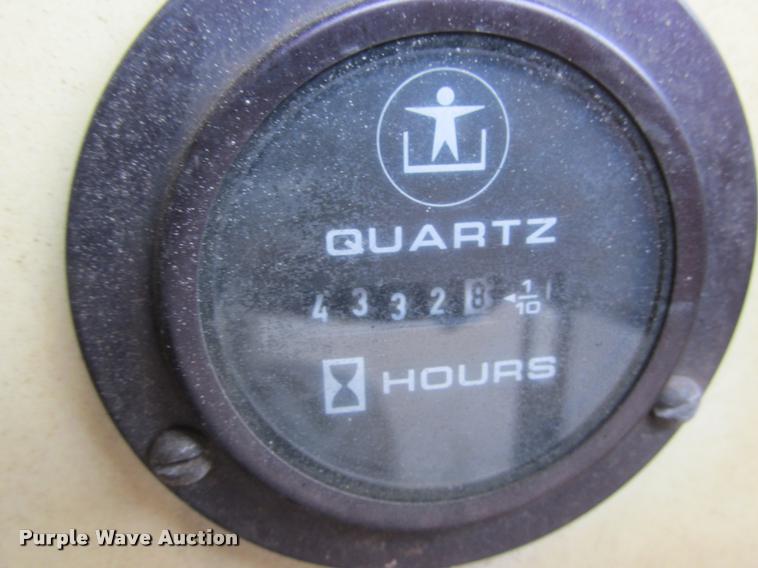 QUARTZ
4 3 3 2 8 ◄ 1/10
HOURS
Purple Wave Auction